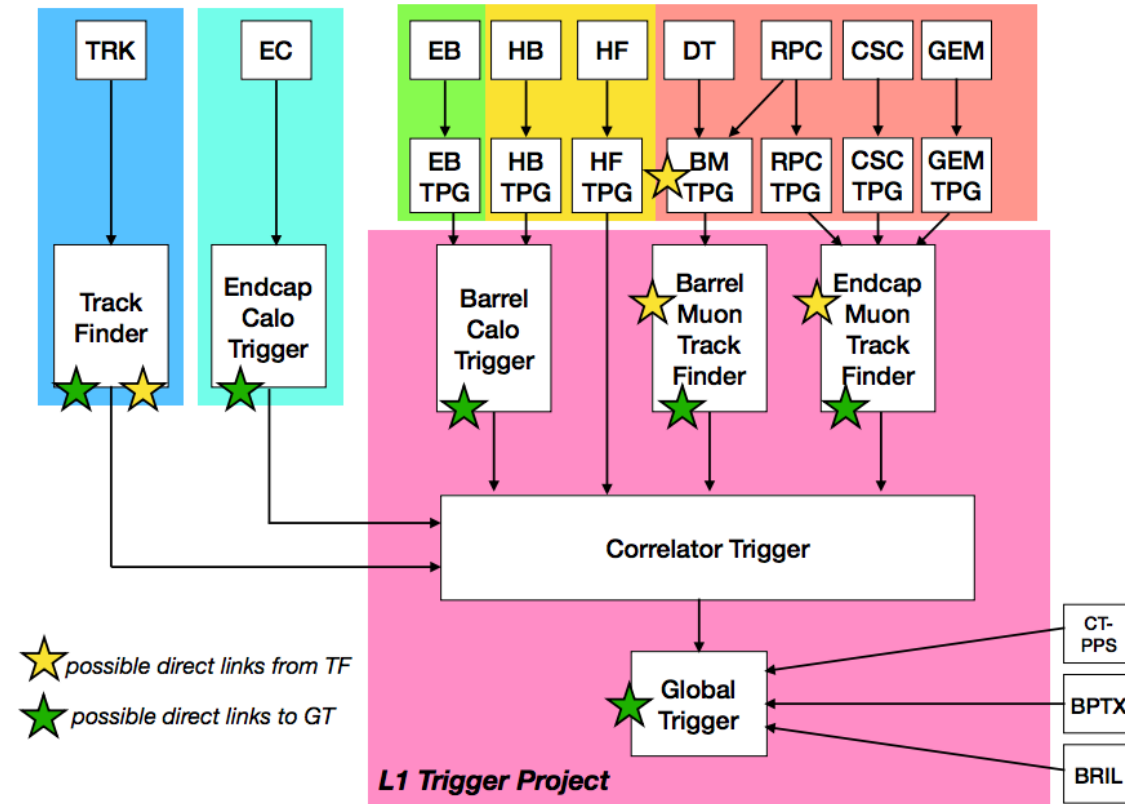 TRK
EC
EB
HB
HF
DT
RPC
CSC
GEM
EB
TPG
HB
TPG
HF
TPG
BM
TPG
RPC
TPG
CSC
TPG
GEM
TPG
Track
Finder
Endcap
Calo
Trigger
Barrel
Calo
Trigger
Barrel
Muon
Track
Finder
Endcap
Muon
Track
Finder
Correlator Trigger
possible direct links from TF
possible direct links to GT
Global
Trigger
CT-
PPS
BPTX
BRIL
L1 Trigger Project